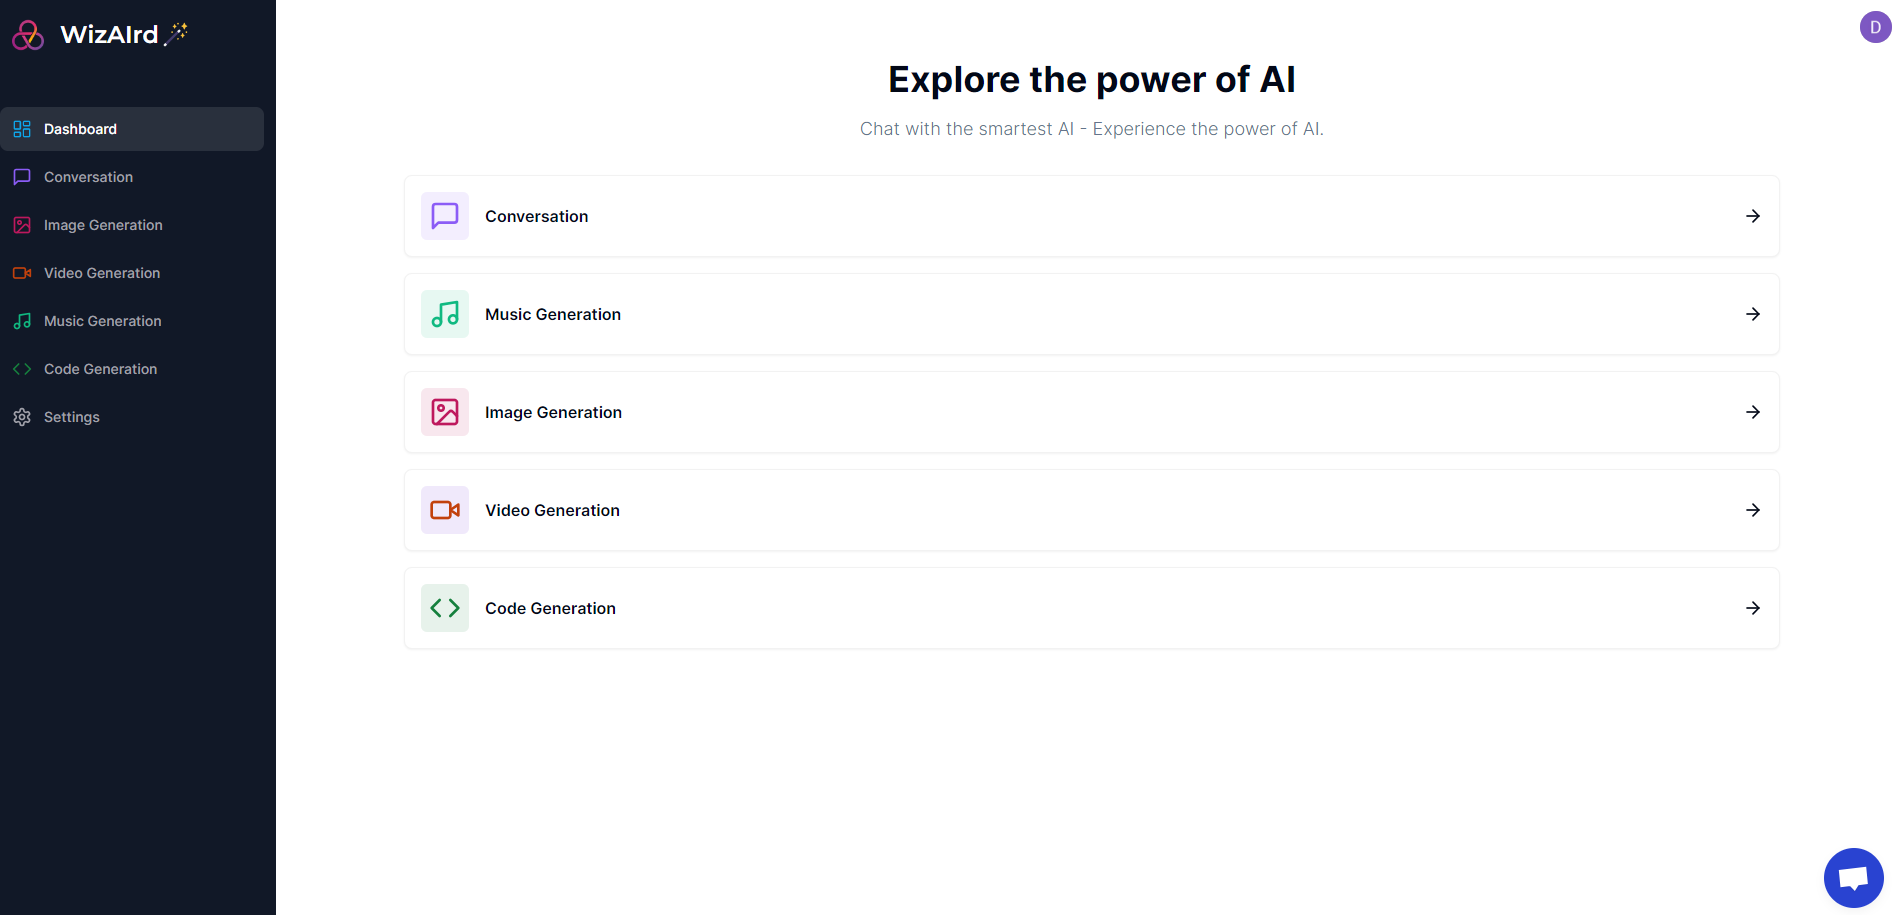 WizAIrd
Dashboard
Conversation
Image Generation
Video Generation
Music Generation
Code Generation
Settings
D
Explore the power of AI
Chat with the smartest AI - Experience the power of AI.
Conversation
Music Generation
Image Generation
Video Generation
Code Generation